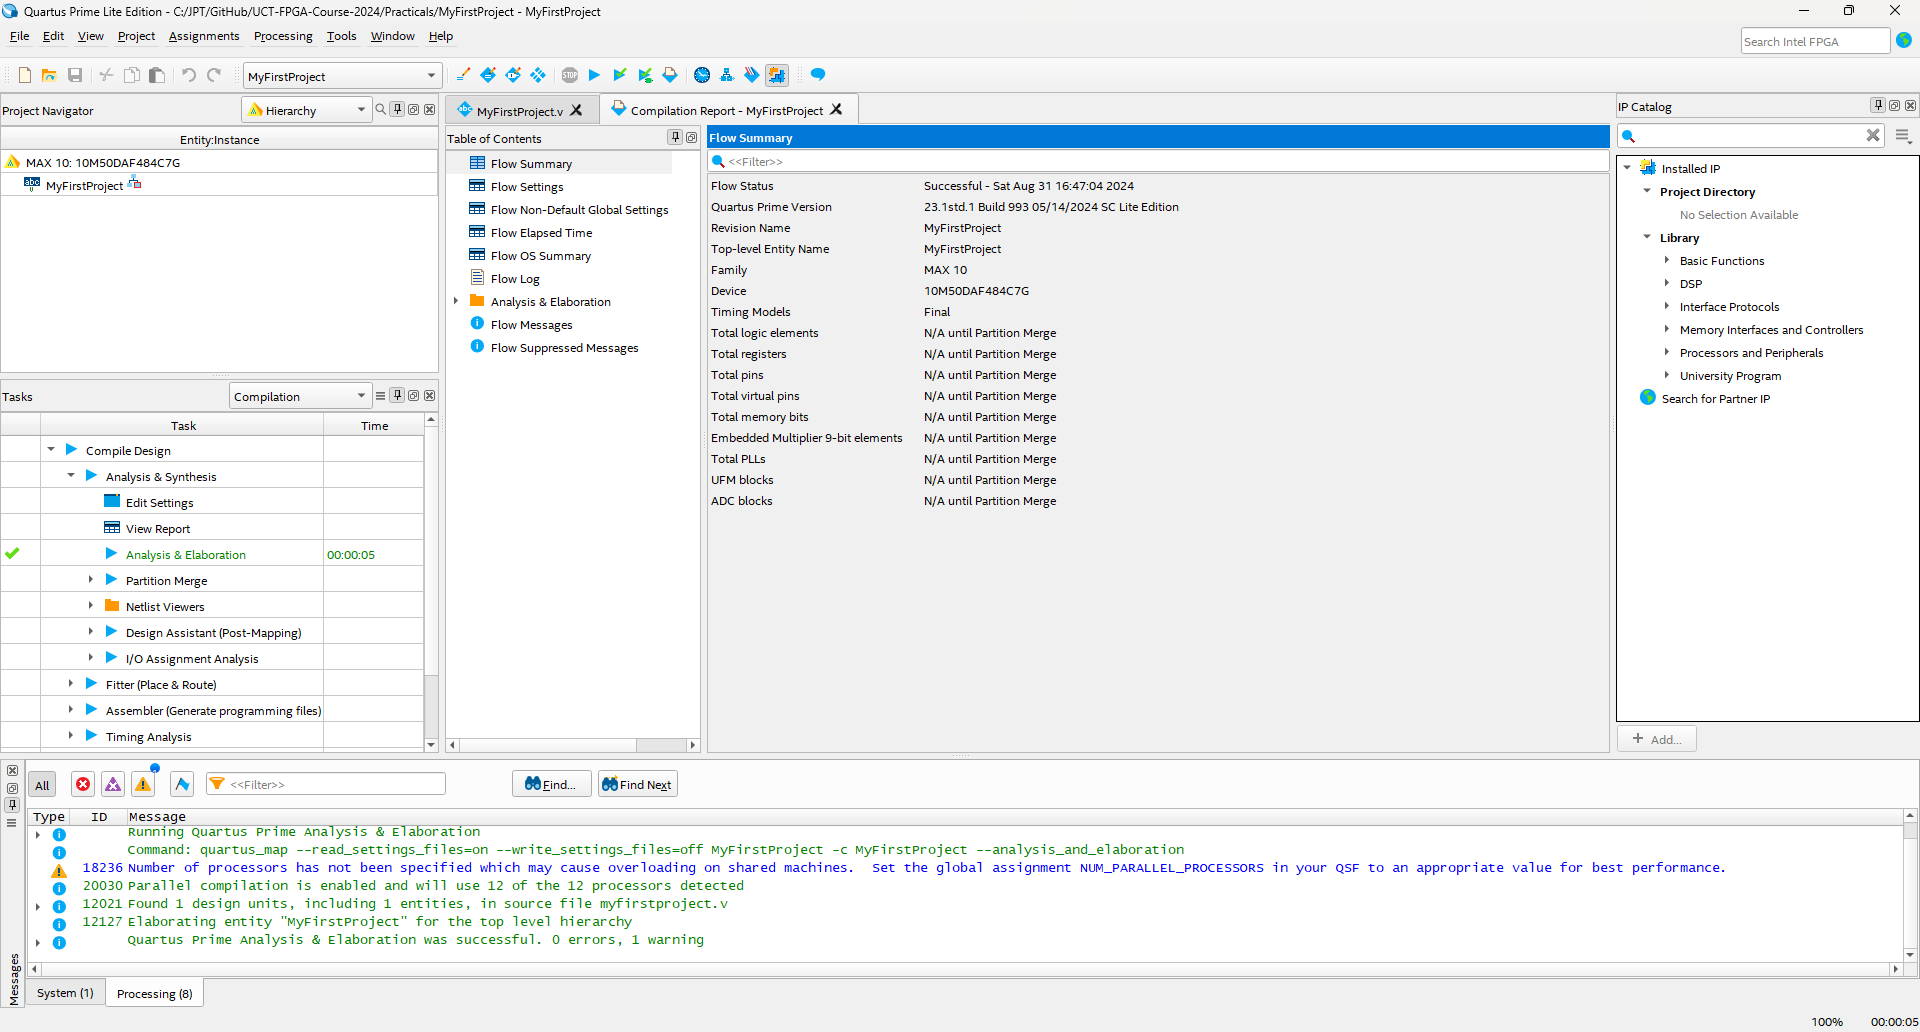 Quartus Prime Lite Edition - C:/JPT/GitHub/UCT-FPGA-Course-2024/Practicals/MyFirstProject - MyFirstProject
File Edit View Project Assignments Processing Tools Window Help
Search Intel FPGA
MyFirstProject
STOP
Project Navigator
Hierarchy
Entity:Instance
MAX 10: 10M50DAF484C7G
abc MyFirstProject
Tasks
Compilation
Task Time
Compile Design
Analysis & Synthesis
Edit Settings
View Report
Analysis & Elaboration 00:00:05
Partition Merge
Netlist Viewers
Design Assistant (Post-Mapping)
I/O Assignment Analysis
Fitter (Place & Route)
Assembler (Generate programming files)
Timing Analysis
abc MyFirstProject.v
Compilation Report - MyFirstProject
Table of Contents
Flow Summary
Flow Settings
Flow Non-Default Global Settings
Flow Elapsed Time
Flow OS Summary
Flow Log
Analysis & Elaboration
Flow Messages
Flow Suppressed Messages
Flow Summary
<<Filter>>
Flow Status Successful - Sat Aug 31 16:47:04 2024
Quartus Prime Version 23.1std.1 Build 993 05/14/2024 SC Lite Edition
Revision Name MyFirstProject
Top-level Entity Name MyFirstProject
Family MAX 10
Device 10M50DAF484C7G
Timing Models Final
Total logic elements N/A until Partition Merge
Total registers N/A until Partition Merge
Total pins N/A until Partition Merge
Total virtual pins N/A until Partition Merge
Total memory bits N/A until Partition Merge
Embedded Multiplier 9-bit elements N/A until Partition Merge
Total PLLs N/A until Partition Merge
UFM blocks N/A until Partition Merge
ADC blocks N/A until Partition Merge
IP Catalog
Installed IP
Project Directory
No Selection Available
Library
Basic Functions
DSP
Interface Protocols
Memory Interfaces and Controllers
Processors and Peripherals
University Program
Search for Partner IP
+ Add...
All
<<Filter>>
Find...
Find Next
Type ID Message
Running Quartus Prime Analysis & Elaboration
Command: quartus_map --read_settings_files=on --write_settings_files=off MyFirstProject -c MyFirstProject --analysis_and_elaboration
18236 Number of processors has not been specified which may cause overloading on shared machines.  Set the global assignment NUM_PARALLEL_PROCESSORS in your QSF to an appropriate value for best performance.
20030 Parallel compilation is enabled and will use 12 of the 12 processors detected
12021 Found 1 design units, including 1 entities, in source file myfirstproject.v
12127 Elaborating entity "MyFirstProject" for the top level hierarchy
Quartus Prime Analysis & Elaboration was successful. 0 errors, 1 warning
Messages
System (1)
Processing (8)
100% 00:00:05